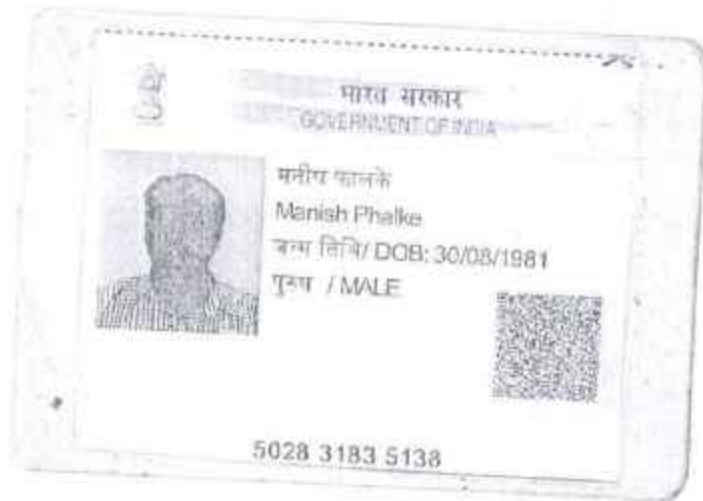 भारत सरकार
GOVERNMENT OF INDIA
मनीष फालके
Manish Phalke
जन्म तिथि/ DOB: 30/08/1981
पुरुष / MALE
5028 3183 5138